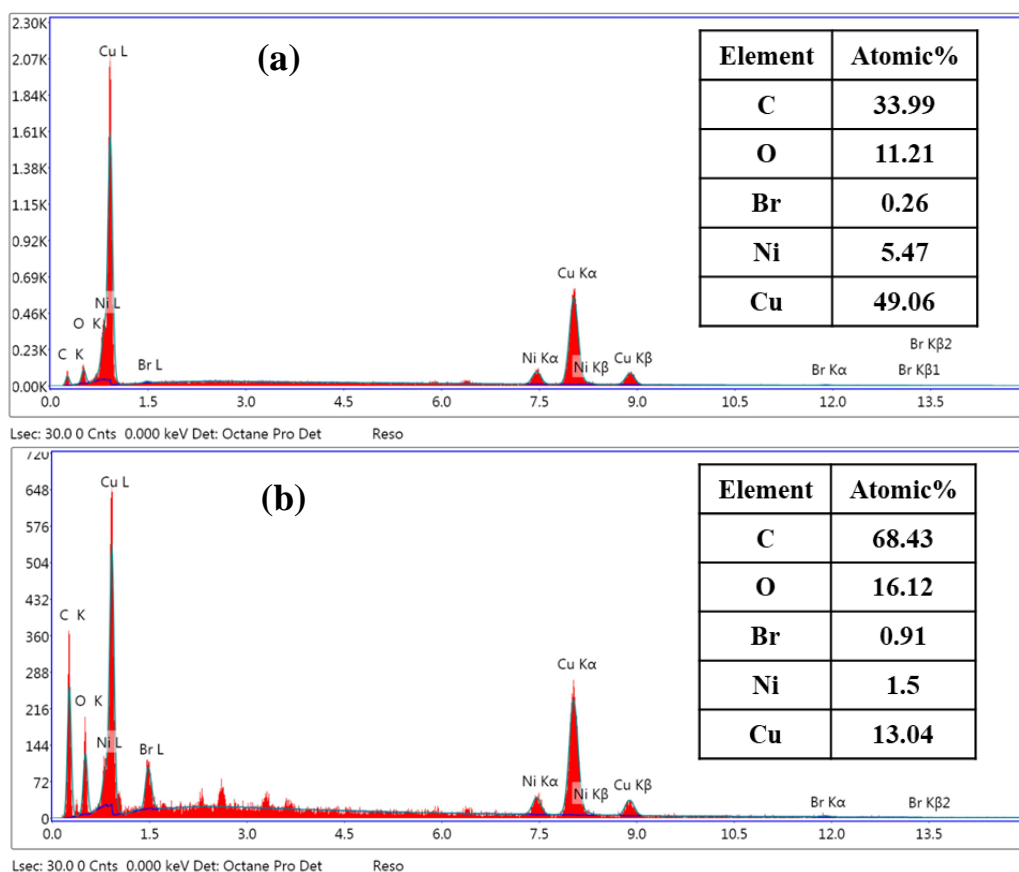 2.30K
2.07K
1.84K
1.61K
1.38K
1.15K
0.92K
0.69K
0.46K
0.23K
0.00K
Cu L
(a)
Ni L
O K
C K
Br L
Cu Kα
Ni Kα
Ni Kβ
Cu Kβ
Br Kα
Br Kβ2
Br Kβ1
Element Atomic%
C 33.99
O 11.21
Br 0.26
Ni 5.47
Cu 49.06
0.0 1.5 3.0 4.5 6.0 7.5 9.0 10.5 12.0 13.5
Lsec: 30.0 0 Cnts 0.000 keV Det: Octane Pro Det Reso
720
648
576
504
432
360
288
216
144
72
0
Cu L
(b)
C K
O K
Ni L
Br L
Cu Kα
Ni Kα
Ni Kβ
Cu Kβ
Br Kα
Br Kβ2
Element Atomic%
C 68.43
O 16.12
Br 0.91
Ni 1.5
Cu 13.04
0.0 1.5 3.0 4.5 6.0 7.5 9.0 10.5 12.0 13.5
Lsec: 30.0 0 Cnts 0.000 keV Det: Octane Pro Det Reso